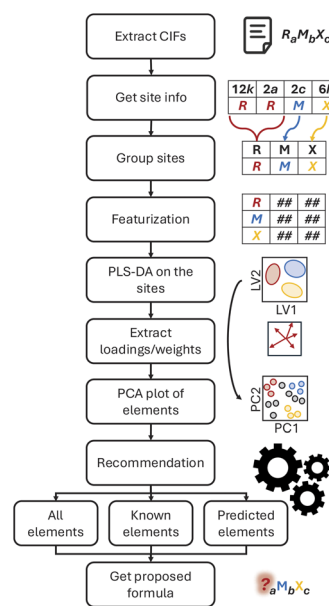 Extract CIFs
RaMbXc
Get site info
12k 2a 2c
R R M X
Group sites
R M X
R M X
Featurization
R ## ##
M ## ##
X ## ##
PLS-DA on the
sites
LV2
LV1
Extract
loadings/weights
PCA plot of
elements
PC2
PC1
Recommendation
All
elements
Known
elements
Predicted
elements
Get proposed
formula
?aMbXc